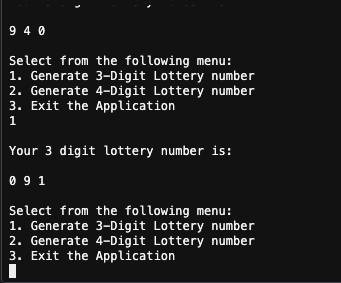 9 4 0
Select from the following menu:
1. Generate 3-Digit Lottery number
2. Generate 4-Digit Lottery number
3. Exit the Application
1
Your 3 digit lottery number is:
0 9 1
Select from the following menu:
1. Generate 3-Digit Lottery number
2. Generate 4-Digit Lottery number
3. Exit the Application